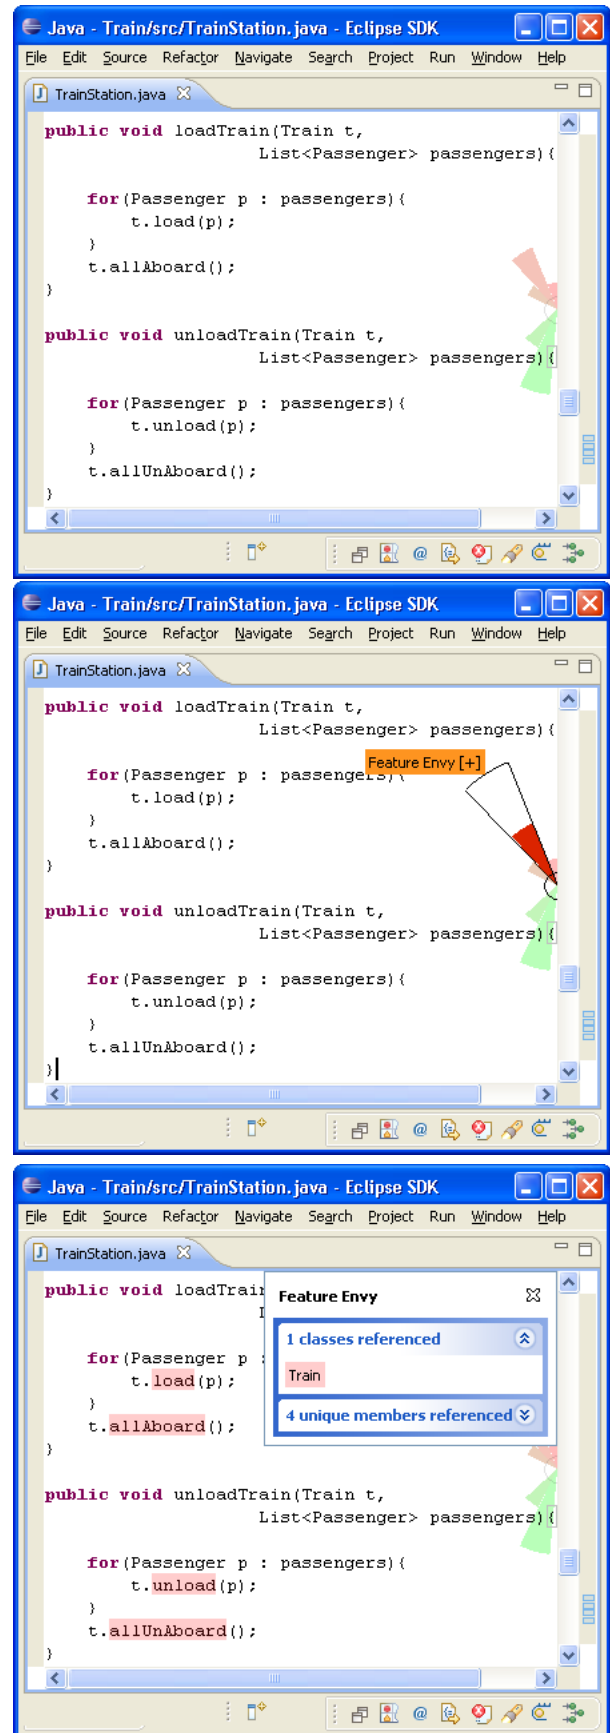 Java - Train/src/TrainStation.java - Eclipse SDK
File Edit Source Refactor Navigate Search Project Run Window Help
TrainStation.java
public void loadTrain(Train t,
List<Passenger> passengers){
for(Passenger p : passengers){
t.load(p);
}
t.allAboard();
}
public void unloadTrain(Train t,
List<Passenger> passengers){
for(Passenger p : passengers){
t.unload(p);
}
t.allUnAboard();
}
Java - Train/src/TrainStation.java - Eclipse SDK
File Edit Source Refactor Navigate Search Project Run Window Help
TrainStation.java
public void loadTrain(Train t,
List<Passenger> passengers){
Feature Envy [+]
for(Passenger p : passengers){
t.load(p);
}
t.allAboard();
}
public void unloadTrain(Train t,
List<Passenger> passengers){
for(Passenger p : passengers){
t.unload(p);
}
t.allUnAboard();
}
Java - Train/src/TrainStation.java - Eclipse SDK
File Edit Source Refactor Navigate Search Project Run Window Help
TrainStation.java
public void loadTrain
Feature Envy
1 classes referenced
Train
4 unique members referenced
for(Passenger p :
t.load(p);
}
t.allAboard();
}
public void unloadTrain(Train t,
List<Passenger> passengers){
for(Passenger p : passengers){
t.unload(p);
}
t.allUnAboard();
}